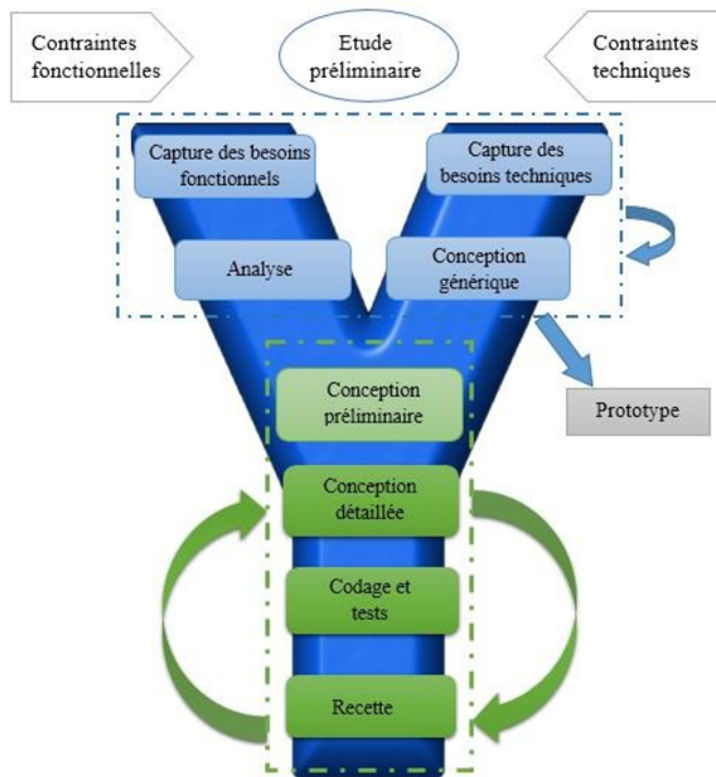 Contraintes
fonctionnelles
Etude
préliminaire
Contraintes
techniques
Capture des besoins
fonctionnels
Capture des
besoins techniques
Analyse
Conception
générique
Conception
préliminaire
Prototype
Conception
détaillée
Codage et
tests
Recette